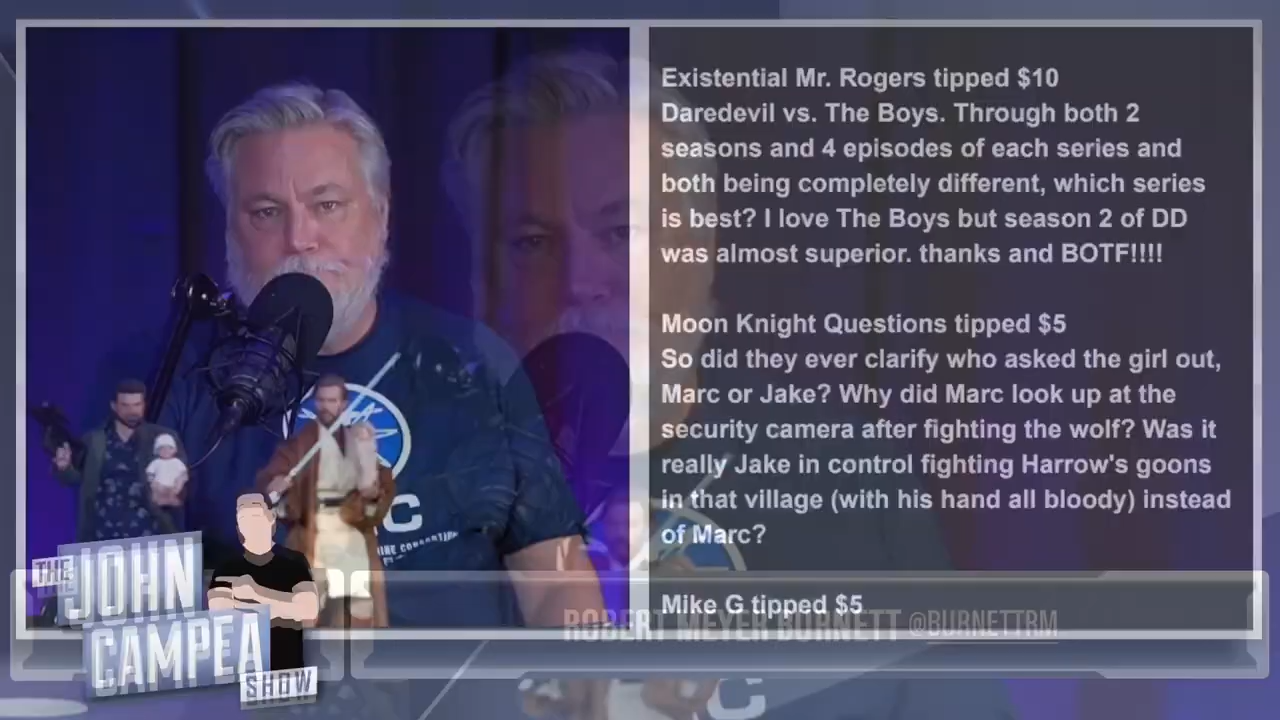 Existential Mr. Rogers tipped $10
Daredevil vs. The Boys. Through both 2
seasons and 4 episodes of each series and
both being completely different, which series
is best? I love The Boys but season 2 of DD
was almost superior. thanks and BOTF!!!!
Moon Knight Questions tipped $5
So did they ever clarify who asked the girl out,
Marc or Jake? Why did Marc look up at the
security camera after fighting the wolf? Was it
really Jake in control fighting Harrow's goons
in that village (with his hand all bloody) instead
of Marc?
Mike G tipped $5
ROBERT MEYER BURNETT @BURNETTRM
THE
JOHN
CAMPEA
SHOW